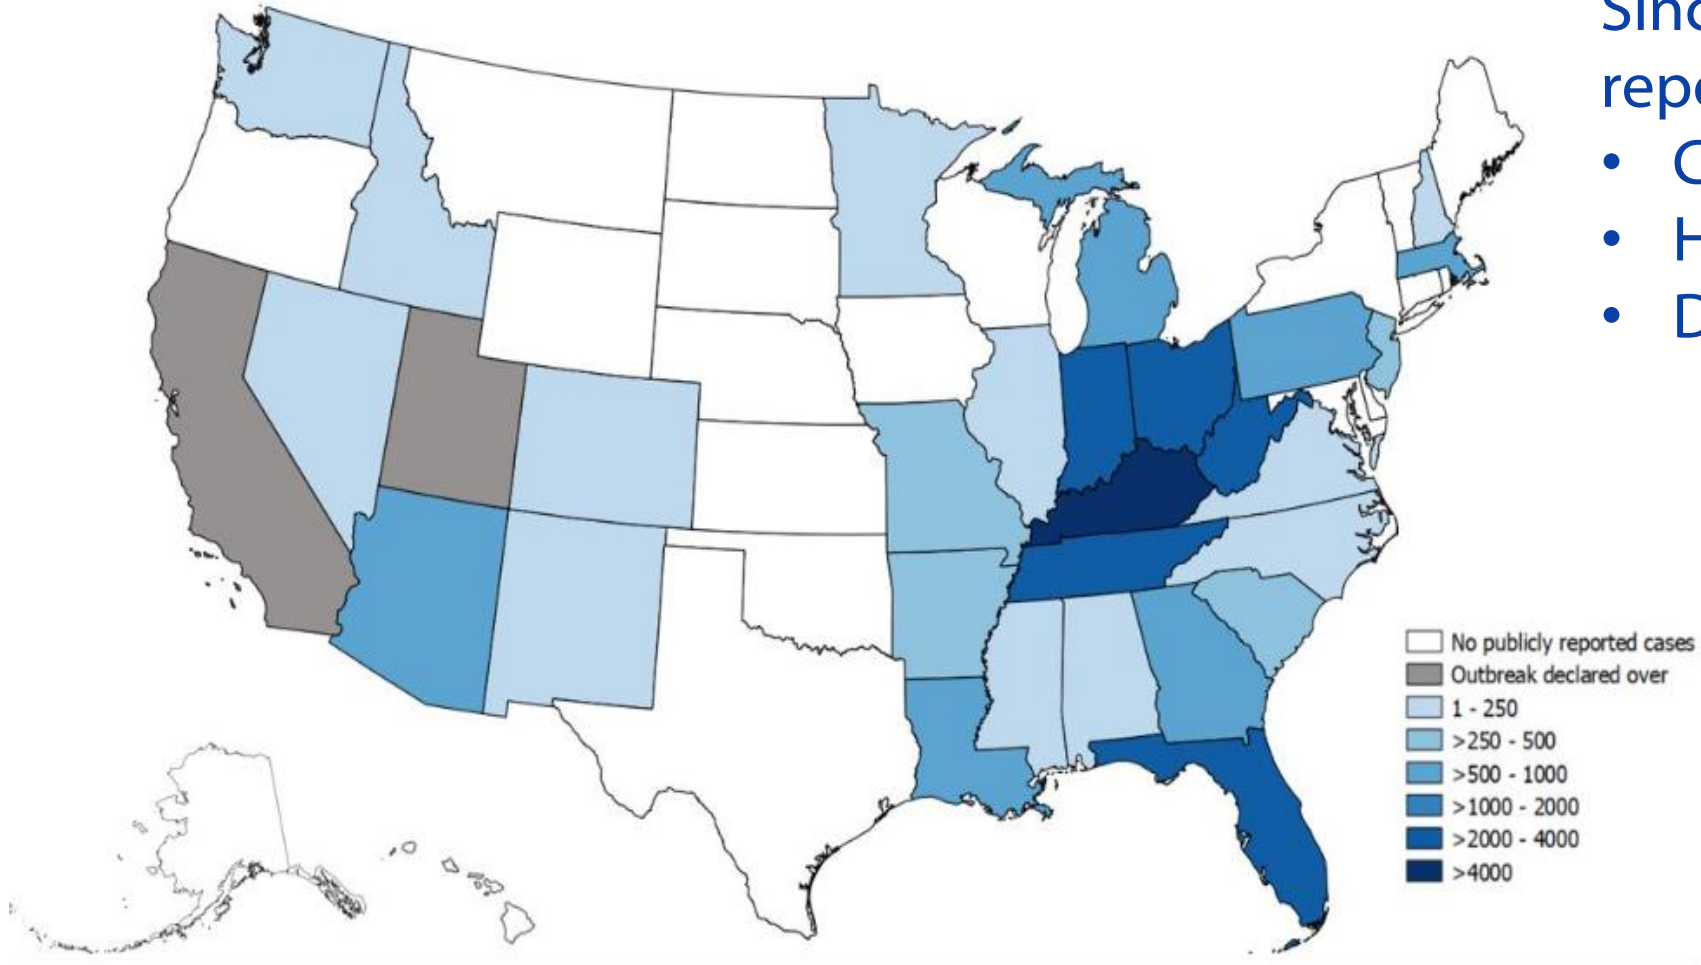 repo
•
•
•
No publicly reported cases
Outbreak declared over
1 - 250
>250 - 500
>500 - 1000
>1000 - 2000
>2000 - 4000
>4000